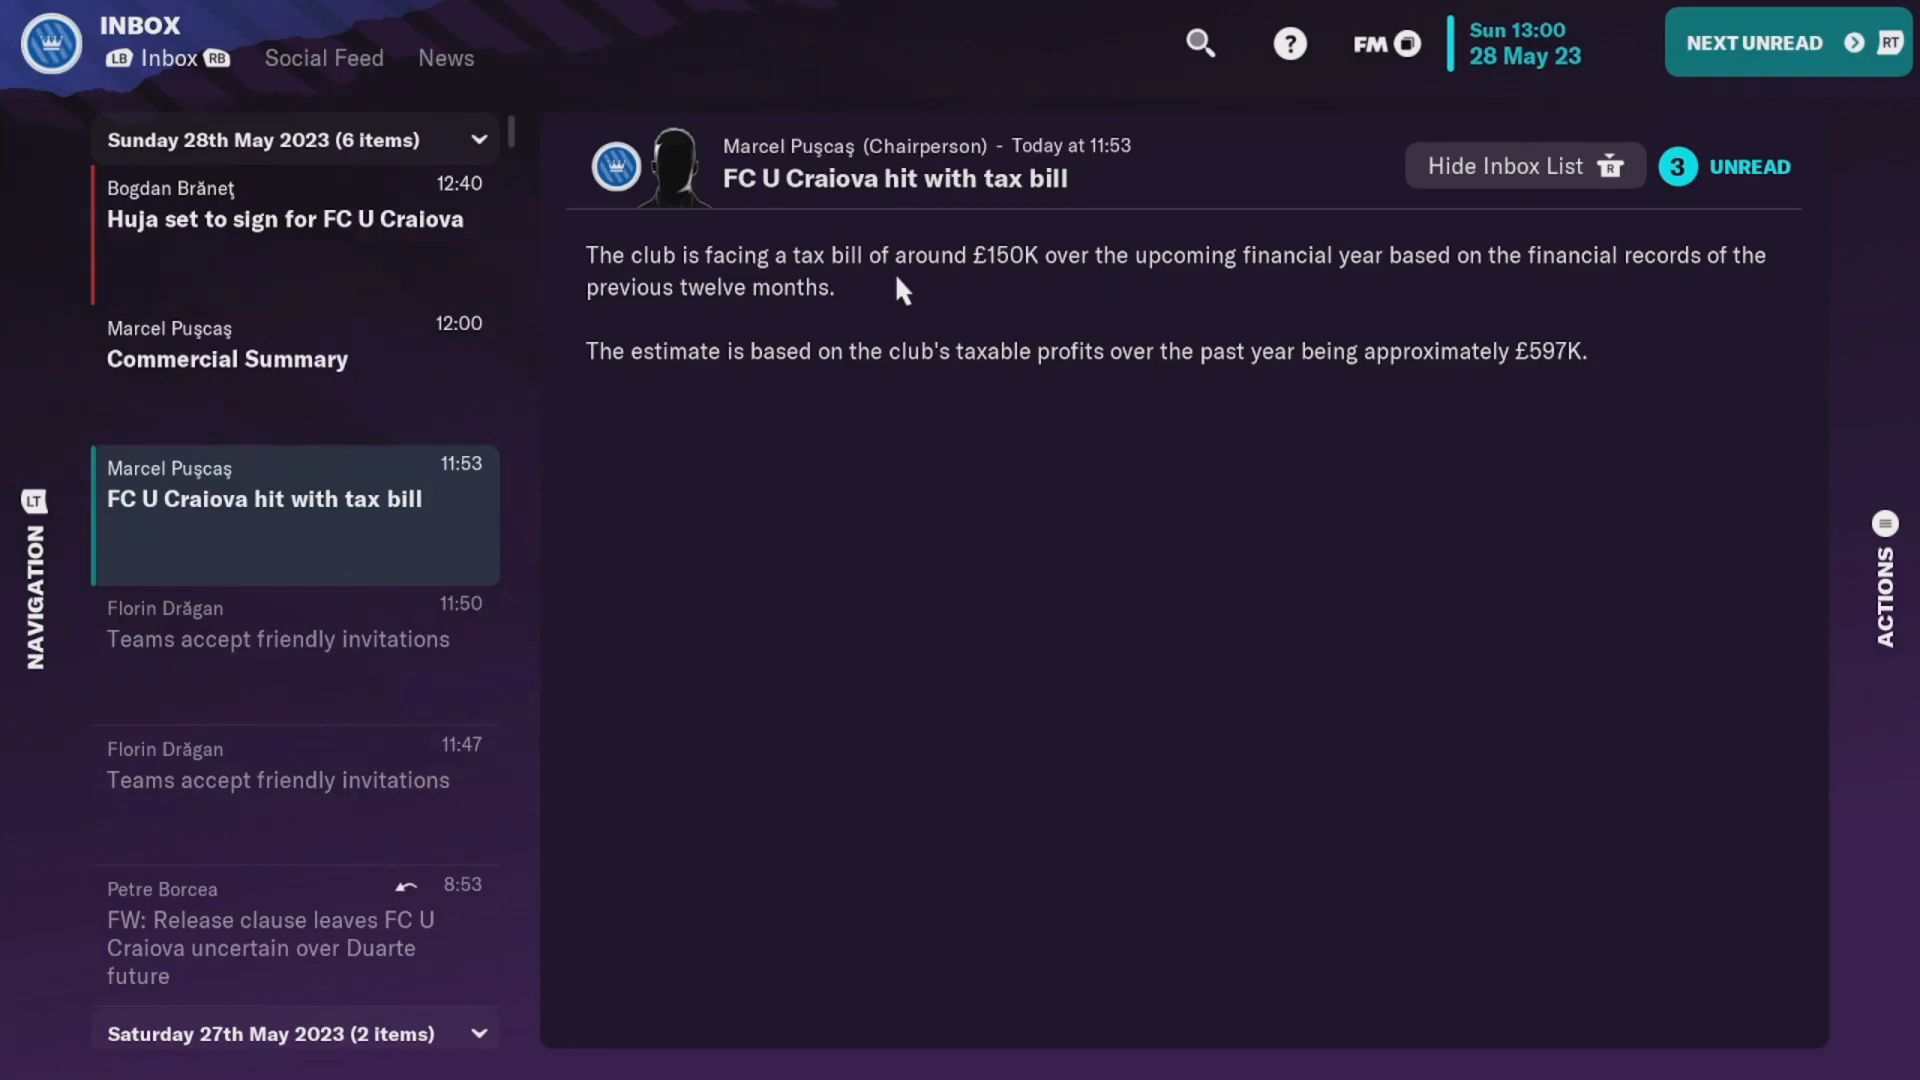 INBOX
LB Inbox RB Social Feed News
? FM Sun 13:00
28 May 23
NEXT UNREAD RT
Sunday 28th May 2023 (6 items)
Bogdan Brăneț 12:40
Huja set to sign for FC U Craiova
Marcel Pușcaș 12:00
Commercial Summary
Marcel Pușcaș 11:53
FC U Craiova hit with tax bill
Florin Drăgan 11:50
Teams accept friendly invitations
Florin Drăgan 11:47
Teams accept friendly invitations
Petre Borcea 8:53
FW: Release clause leaves FC U
Craiova uncertain over Duarte
future
Saturday 27th May 2023 (2 items)
Marcel Pușcaș (Chairperson) - Today at 11:53
FC U Craiova hit with tax bill
Hide Inbox List R 3 UNREAD
The club is facing a tax bill of around £150K over the upcoming financial year based on the financial records of the
previous twelve months.
The estimate is based on the club's taxable profits over the past year being approximately £597K.
LT
NAVIGATION
ACTIONS